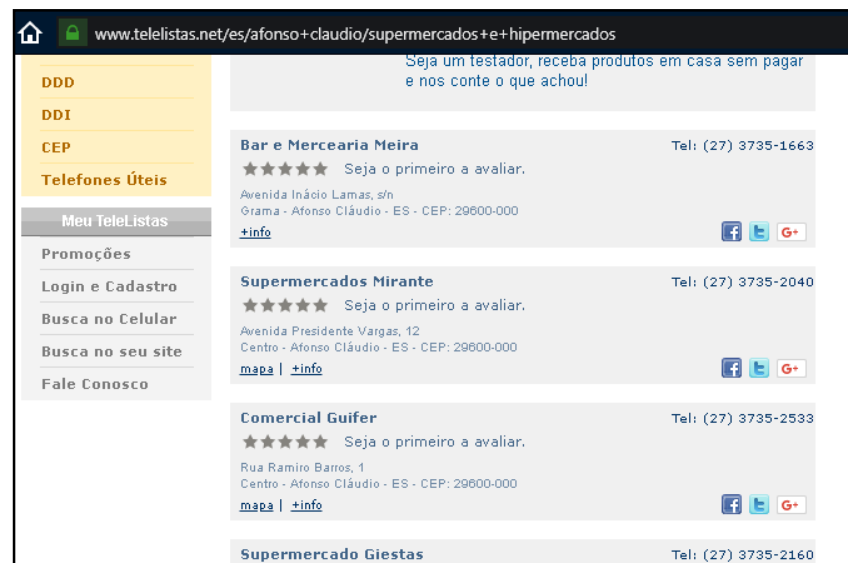 www.telelistas.net/es/afonso+claudio/supermercados+e+hipermercados
DDD
DDI
CEP
Telefones Úteis
Meu TeleListas
Promoções
Login e Cadastro
Busca no Celular
Busca no seu site
Fale Conosco
Seja um testador, receba produtos em casa sem pagar
e nos conte o que achou!
Bar e Mercearia Meira Tel: (27) 3735-1663
Seja o primeiro a avaliar.
Avenida Inácio Lamas, s/n
Grama - Afonso Cláudio - ES - CEP: 29600-000
+info
f t G+
Supermercados Mirante Tel: (27) 3735-2040
Seja o primeiro a avaliar.
Avenida Presidente Vargas, 12
Centro - Afonso Cláudio - ES - CEP: 29600-000
mapa | +info
f t G+
Comercial Guifer Tel: (27) 3735-2533
Seja o primeiro a avaliar.
Rua Ramiro Barros, 1
Centro - Afonso Cláudio - ES - CEP: 29600-000
mapa | +info
f t G+
Supermercado Giestas Tel: (27) 3735-2160